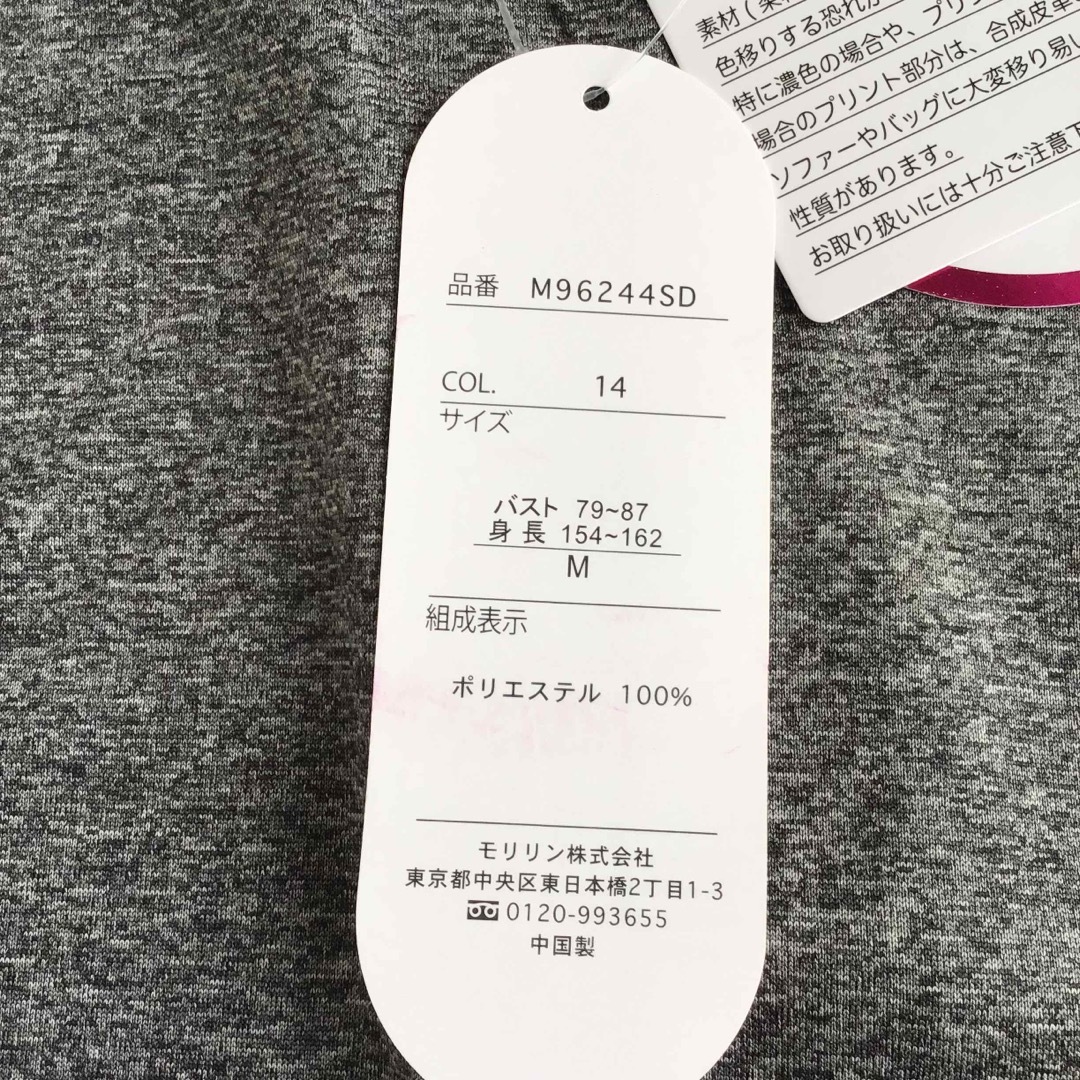 品番 M96244SD
COL. 14
サイズ
バスト 79~87
身長 154~162
M
組成表示
ポリエステル 100%
モリリン株式会社
東京都中央区東日本橋2丁目1-3
0120-993655
中国製
素材(
色移りする恐れが
特に濃色の場合や、プリン
場合のプリント部分は、合成皮革
ソファーやバッグに大変移り易い
性質があります。
お取り扱いには十分ご注意下